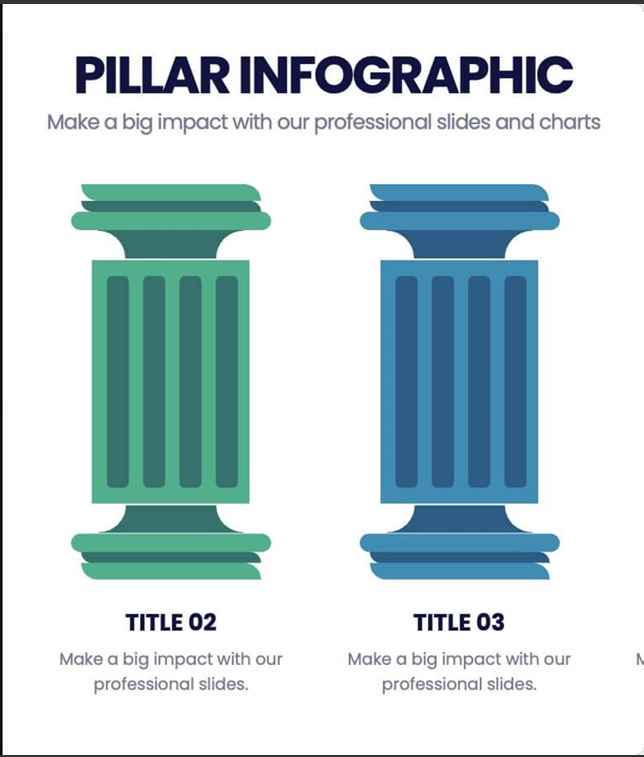 PILLAR INFOGRAPHIC
Make a big impact with our professional slides and charts
TITLE 02
Make a big impact with our
professional slides.
TITLE 03
Make a big impact with our
professional slides.